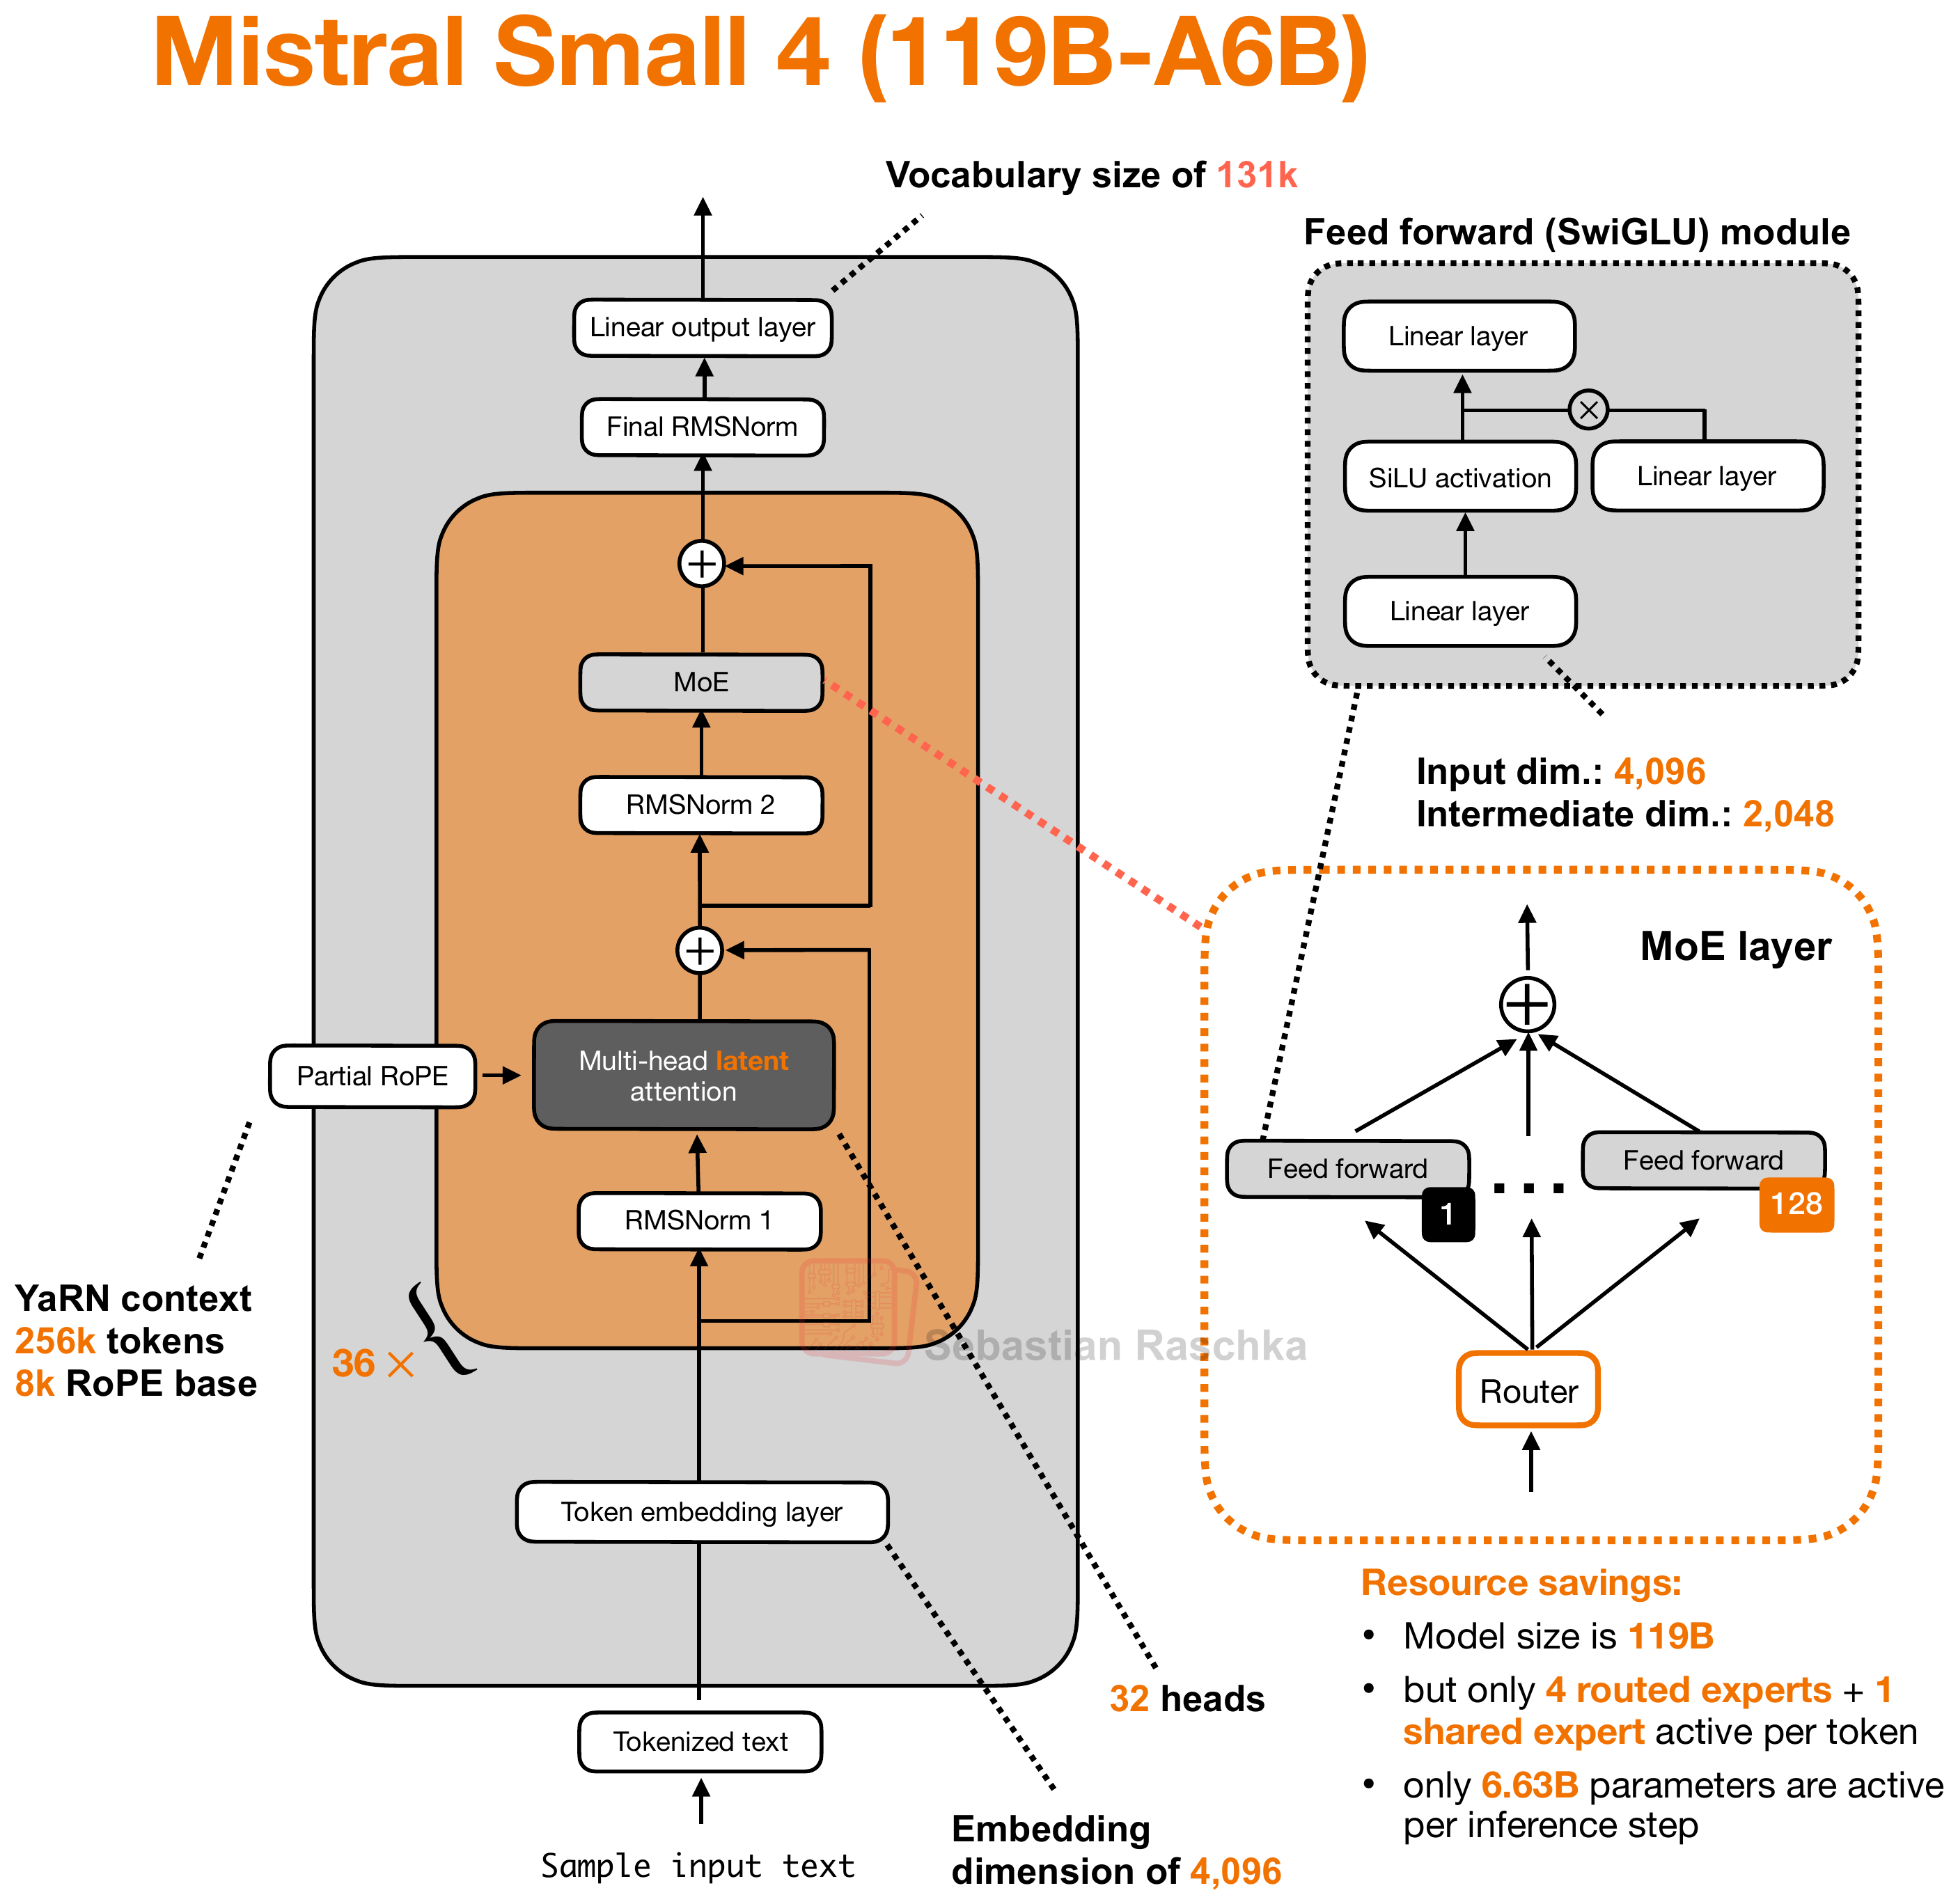 Mistral Small 4 (119B-A6B)
Vocabulary size of 131k
Linear output layer
Final RMSNorm
MoE
RMSNorm 2
Partial RoPE
Multi-head latent
attention
RMSNorm 1
YaRN context
256k tokens
8k RoPE base
36 ×
Sebastian Raschka
Token embedding layer
32 heads
Tokenized text
Embedding
dimension of 4,096
Sample input text
Feed forward (SwiGLU) module
Linear layer
SiLU activation
Linear layer
Linear layer
Input dim.: 4,096
Intermediate dim.: 2,048
MoE layer
Feed forward
1
...
Feed forward
128
Router
Resource savings:
• Model size is 119B
• but only 4 routed experts + 1
shared expert active per token
• only 6.63B parameters are active
per inference step